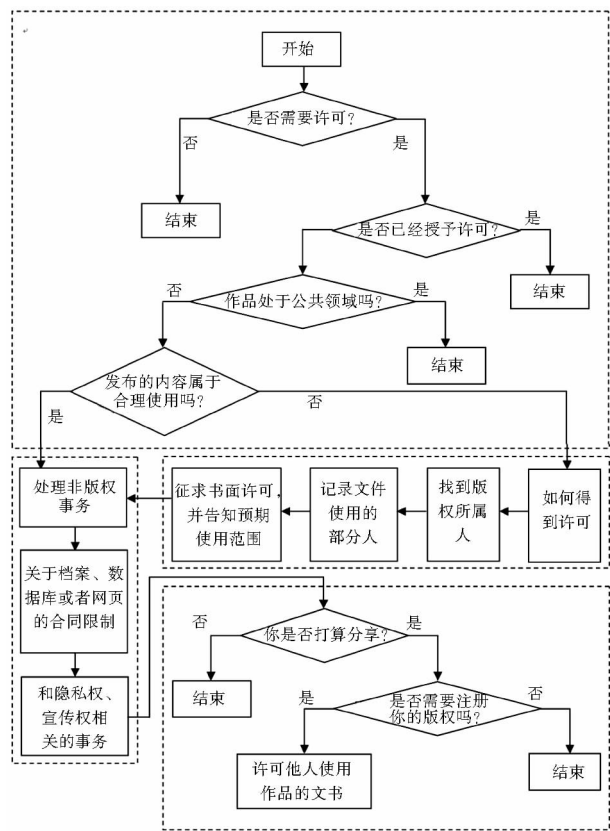 开始
是否需要许可？
否
是
结束
是否已经授予许可？
是
结束
作品处于公共领域吗？
否
是
结束
发布的内容属于
合理使用吗？
是
否
处理非版权
事务
征求书面许可，
并告知预期
使用范围
记录文件
使用的
部分人
找到版
权所属
人
如何得
到许可
关于档案、数
据库或者网页
的合同限制
和隐私权、
宣传权相
关的事务
你是否打算分享？
否
是
结束
是否需要注册
你的版权吗？
是
否
许可他人使用
作品的文书
结束